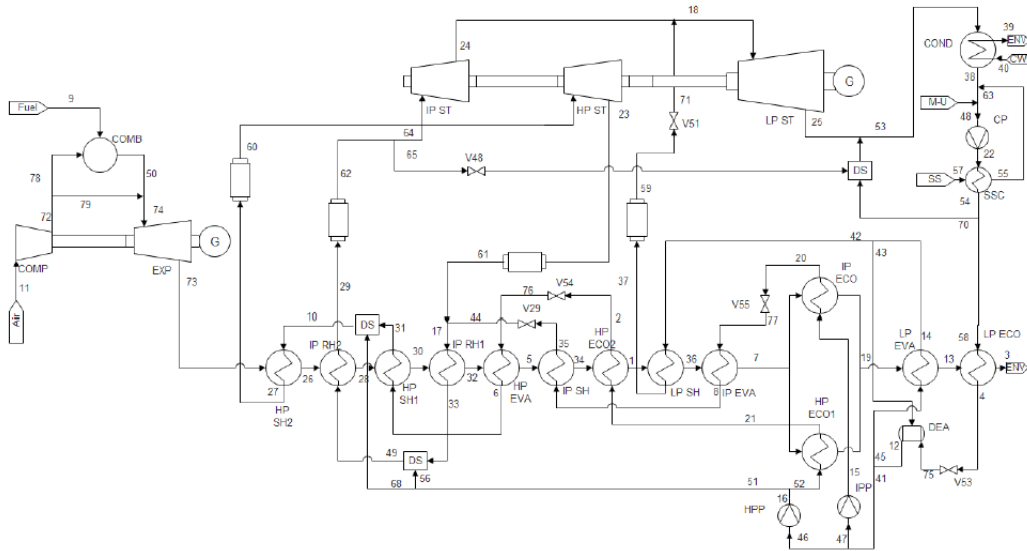 18
39
ENV
COND
CW
40
24
38
9
Fuel
IP ST
HP ST
71
G
63
M-U
CP
23
LP ST
48
COMB
60
64
V51
25
53
22
50
65
V48
62
59
SS
57
55
DS
SSC
78
79
54
72
74
70
42
43
G
61
COMP
EXP
37
20
IP
ECO
11
73
29
76
V54
V55
Air
44
V29
2
77
10
DS
31
17
HP
ECO2
LP
EVA
14
LP ECO
58
IP RH2
IP RH1
35
19
3
30
5
34
1
36
7
13
ENV
26
28
32
27
HP
SH1
HP
EVA
IP SH
LP SH
8
IP EVA
6
4
HP
SH2
33
HP
ECO1
21
DEA
49
DS
12
45
68
56
51
52
15
41
75
V53
16
IPP
HPP
46
47